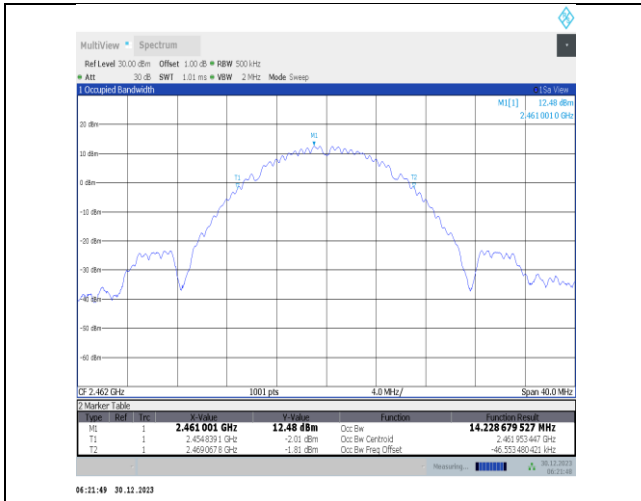 MultiView Spectrum
Ref Level 30.00 dBm Offset 1.00 dB RBW 500 kHz
Att 30 dB SWT 1.01 ms VBW 2 MHz Mode Sweep
1 Occupied Bandwidth 1Sa View
M1[1] 12.48 dBm
2.461 001 0 GHz
20 dBm
M1
10 dBm
T1 T2
0 dBm
-10 dBm
-20 dBm
-30 dBm
-40 dBm
-50 dBm
-60 dBm
CF 2.462 GHz 1001 pts 4.0 MHz/ Span 40.0 MHz
2 Marker Table
Type Ref Trc X-Value Y-Value Function Function Result
M1 1 2.461 001 GHz 12.48 dBm Occ Bw 14.228 679 527 MHz
T1 1 2.454 839 1 GHz -2.01 dBm Occ Bw Centroid 2.461 953 447 GHz
T2 1 2.469 067 8 GHz -1.81 dBm Occ Bw Freq Offset -46.553 480 421 kHz
Measuring... 30.12.2023
06:21:48
06:21:49 30.12.2023